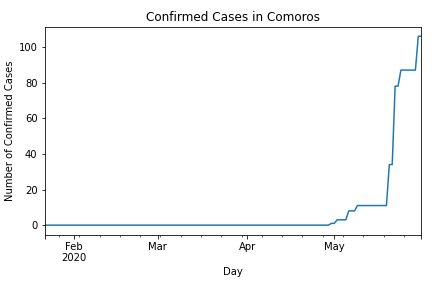 Confirmed Cases in Comoros
Number of Confirmed Cases
100
80
60
40
20
0
Feb Mar Apr May
2020
Day